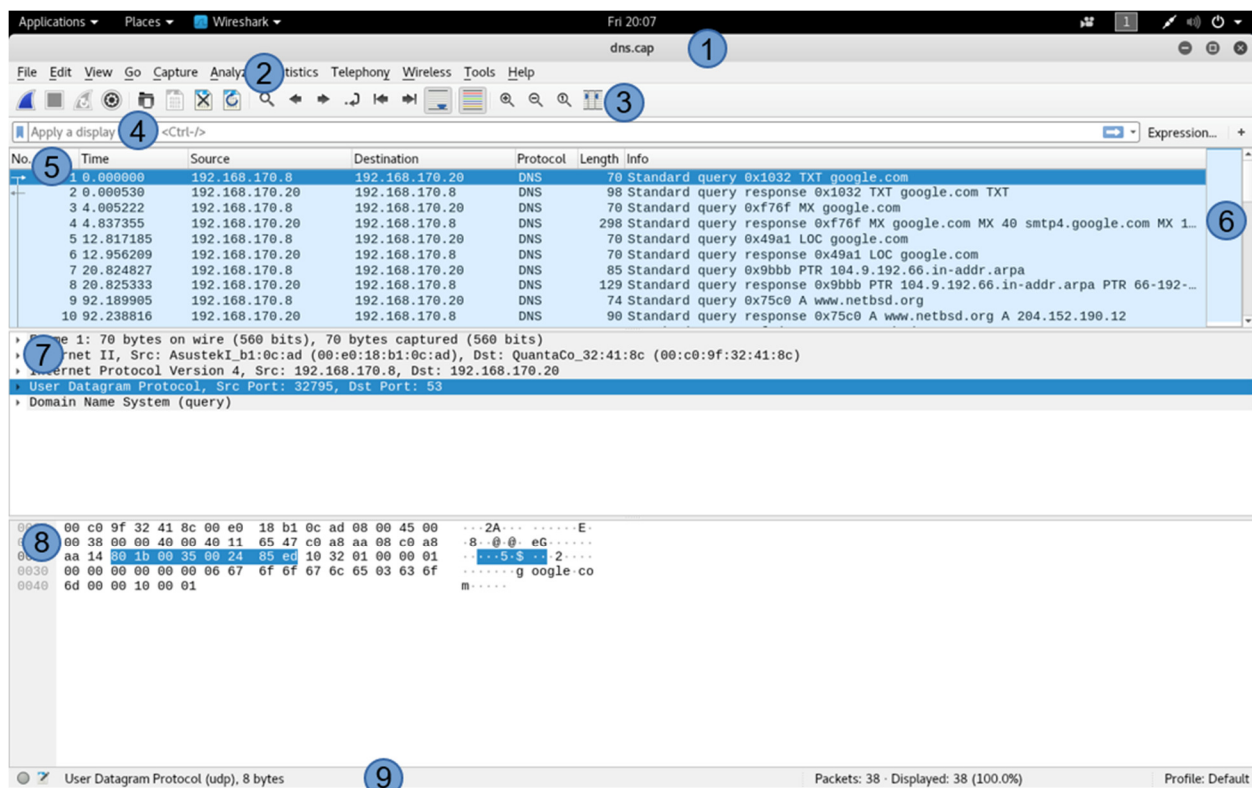 Applications Places Wireshark Fri 20:07 1
dns.cap 1
File Edit View Go Capture Analyz 2 tistics Telephony Wireless Tools Help
3
Apply a display 4 <Ctrl-/> Expression... +
No. 5 Time Source Destination Protocol Length Info
1 0.000000 192.168.170.8 192.168.170.20 DNS 70 Standard query 0x1032 TXT google.com
2 0.000530 192.168.170.20 192.168.170.8 DNS 98 Standard query response 0x1032 TXT google.com TXT
3 4.005222 192.168.170.8 192.168.170.20 DNS 70 Standard query 0xf76f MX google.com
4 4.837355 192.168.170.20 192.168.170.8 DNS 298 Standard query response 0xf76f MX google.com MX 40 smtp4.google.com MX 1…
6
5 12.817185 192.168.170.8 192.168.170.20 DNS 70 Standard query 0x49a1 LOC google.com
6 12.956209 192.168.170.20 192.168.170.8 DNS 70 Standard query response 0x49a1 LOC google.com
7 20.824827 192.168.170.8 192.168.170.20 DNS 85 Standard query 0x9bbb PTR 104.9.192.66.in-addr.arpa
8 20.825333 192.168.170.20 192.168.170.8 DNS 129 Standard query response 0x9bbb PTR 104.9.192.66.in-addr.arpa PTR 66-192-…
9 92.189905 192.168.170.8 192.168.170.20 DNS 74 Standard query 0x75c0 A www.netbsd.org
10 92.238816 192.168.170.20 192.168.170.8 DNS 90 Standard query response 0x75c0 A www.netbsd.org A 204.152.190.12
me 1: 70 bytes on wire (560 bits), 70 bytes captured (560 bits)
7 rnet II, Src: AsustekI_b1:0c:ad (00:e0:18:b1:0c:ad), Dst: QuantaCo_32:41:8c (00:c0:9f:32:41:8c)
Internet Protocol Version 4, Src: 192.168.170.8, Dst: 192.168.170.20
User Datagram Protocol, Src Port: 32795, Dst Port: 53
Domain Name System (query)
00 c0 9f 32 41 8c 00 e0 18 b1 0c ad 08 00 45 00 ···2A··· ······E·
8 00 38 00 00 40 00 40 11 65 47 c0 a8 aa 08 c0 a8 ·8··@·@· eG······
aa 14 80 1b 00 35 00 24 85 ed 10 32 01 00 00 01 ·····5·$ ···2····
0030 00 00 00 00 00 00 06 67 6f 6f 67 6c 65 03 63 6f ·······g oogle·co
0040 6d 00 00 10 00 01 m·····
User Datagram Protocol (udp), 8 bytes 9 Packets: 38 · Displayed: 38 (100.0%) Profile: Default